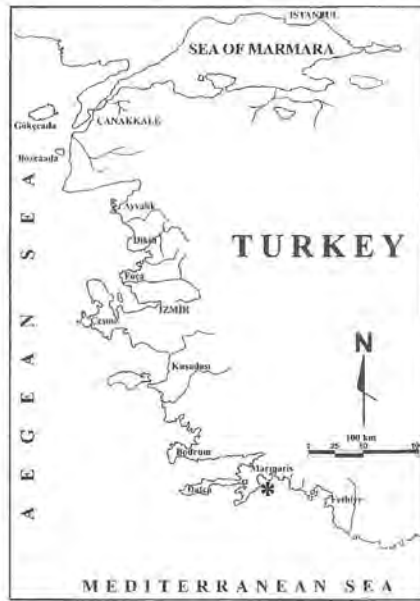 ISTANBUL
SEA OF MARMARA
ÇANAKKALE
Gökçeada
Bozcaada
Ayvalık
Dikili
TURKEY
Foça
İZMİR
Çeşme
N
Kuşadası
100 km
Bodrum
Marmaris
*
Datça
Fethiye
AEGEAN SEA
MEDITERRANEAN SEA